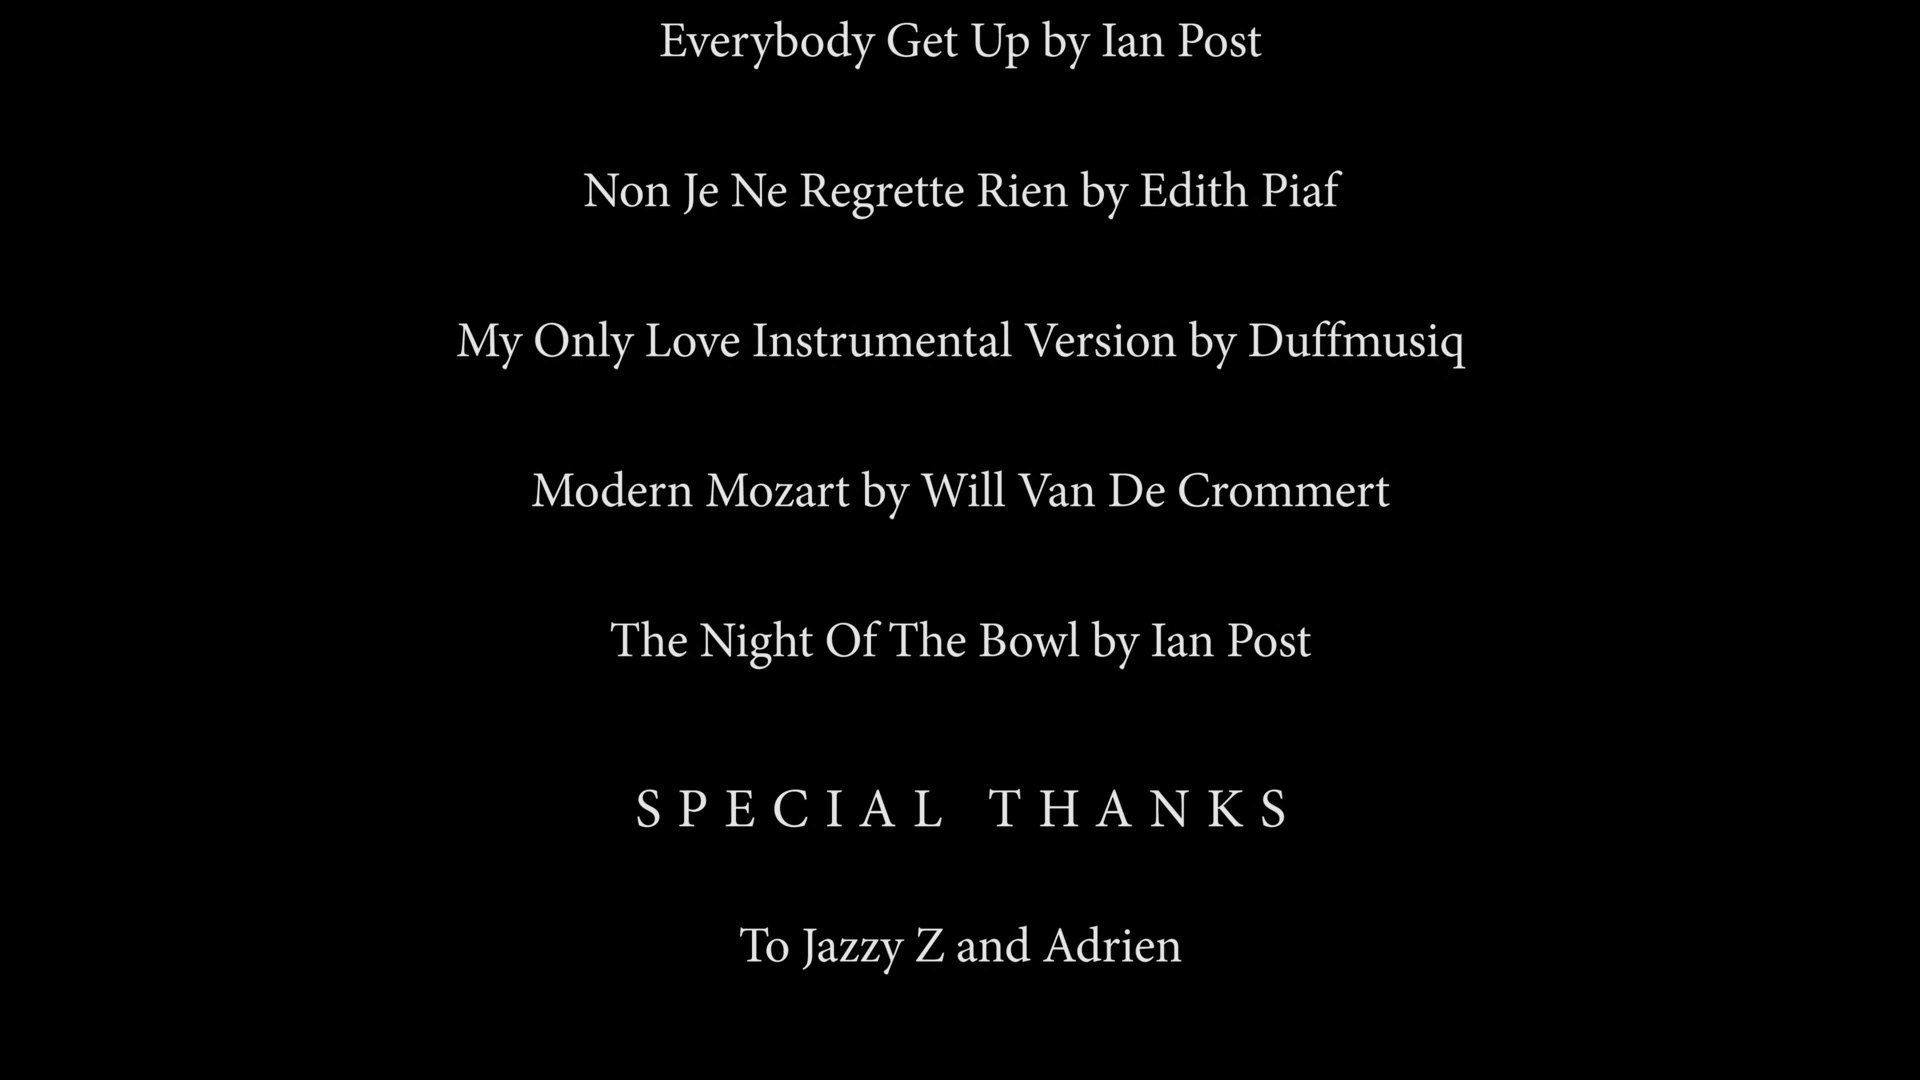 Everybody Get Up by Ian Post
Non Je Ne Regrette Rien by Edith Piaf
My Only Love Instrumental Version by Duffmusiq
Modern Mozart by Will Van De Crommert
The Night Of The Bowl by Ian Post
SPECIAL THANKS
To Jazzy Z and Adrien